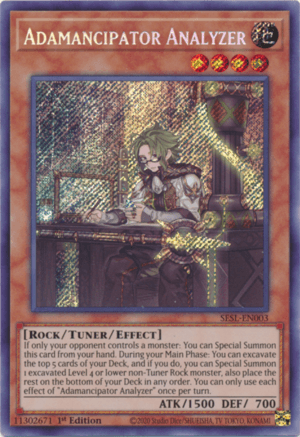 ADAMANCIPATOR ANALYZER
SESL-EN003
[ROCK/TUNER/EFFECT]
If only your opponent controls a monster: You can Special Summon
this card from your hand. During your Main Phase: You can excavate
the top 5 cards of your Deck, and if you do, you can Special Summon
1 excavated Level 4 or lower non-Tuner Rock monster, also place the
rest on the bottom of your Deck in any order. You can only use each
effect of "Adamancipator Analyzer" once per turn.
ATK/1500 DEF/ 700
11302671 1st Edition ©2020 Studio Dice/SHUEISHA, TV TOKYO, KONAMI